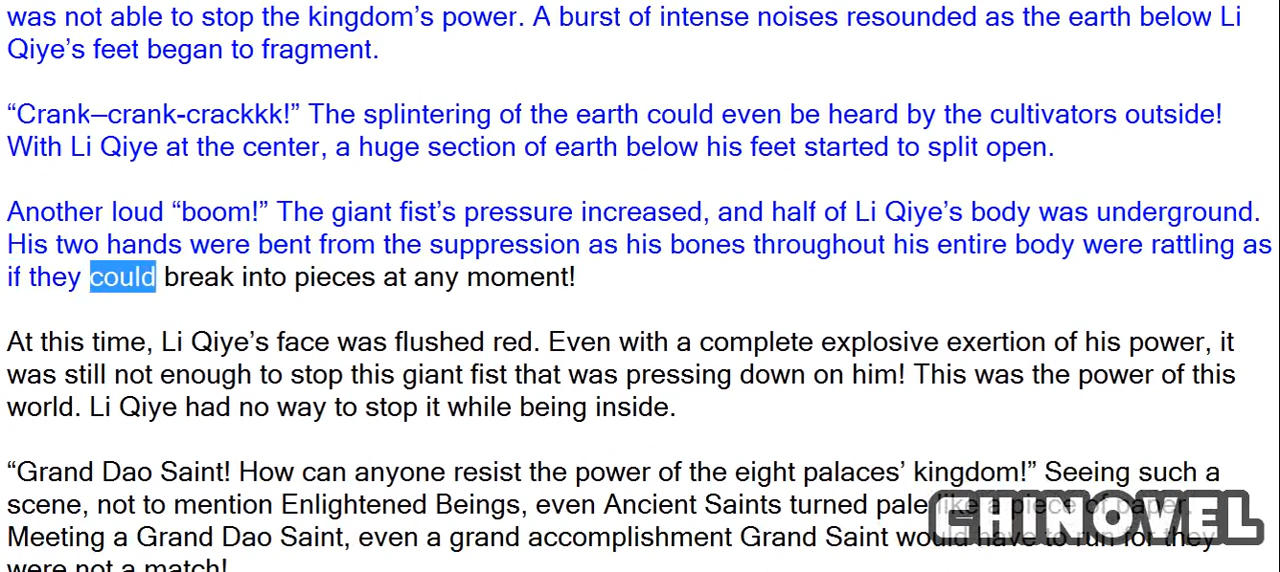 was not able to stop the kingdom’s power. A burst of intense noises resounded as the earth below Li
Qiye’s feet began to fragment.
“Crank–crank-crackkk!” The splintering of the earth could even be heard by the cultivators outside!
With Li Qiye at the center, a huge section of earth below his feet started to split open.
Another loud “boom!” The giant fist’s pressure increased, and half of Li Qiye’s body was underground.
His two hands were bent from the suppression as his bones throughout his entire body were rattling as
if they could break into pieces at any moment!
At this time, Li Qiye’s face was flushed red. Even with a complete explosive exertion of his power, it
was still not enough to stop this giant fist that was pressing down on him! This was the power of this
world. Li Qiye had no way to stop it while being inside.
“Grand Dao Saint! How can anyone resist the power of the eight palaces’ kingdom!” Seeing such a
scene, not to mention Enlightened Beings, even Ancient Saints turned pale like a piece of paper.
Meeting a Grand Dao Saint, even a grand accomplishment Grand Saint would have to run for they
were not a match!
CHINOVEL